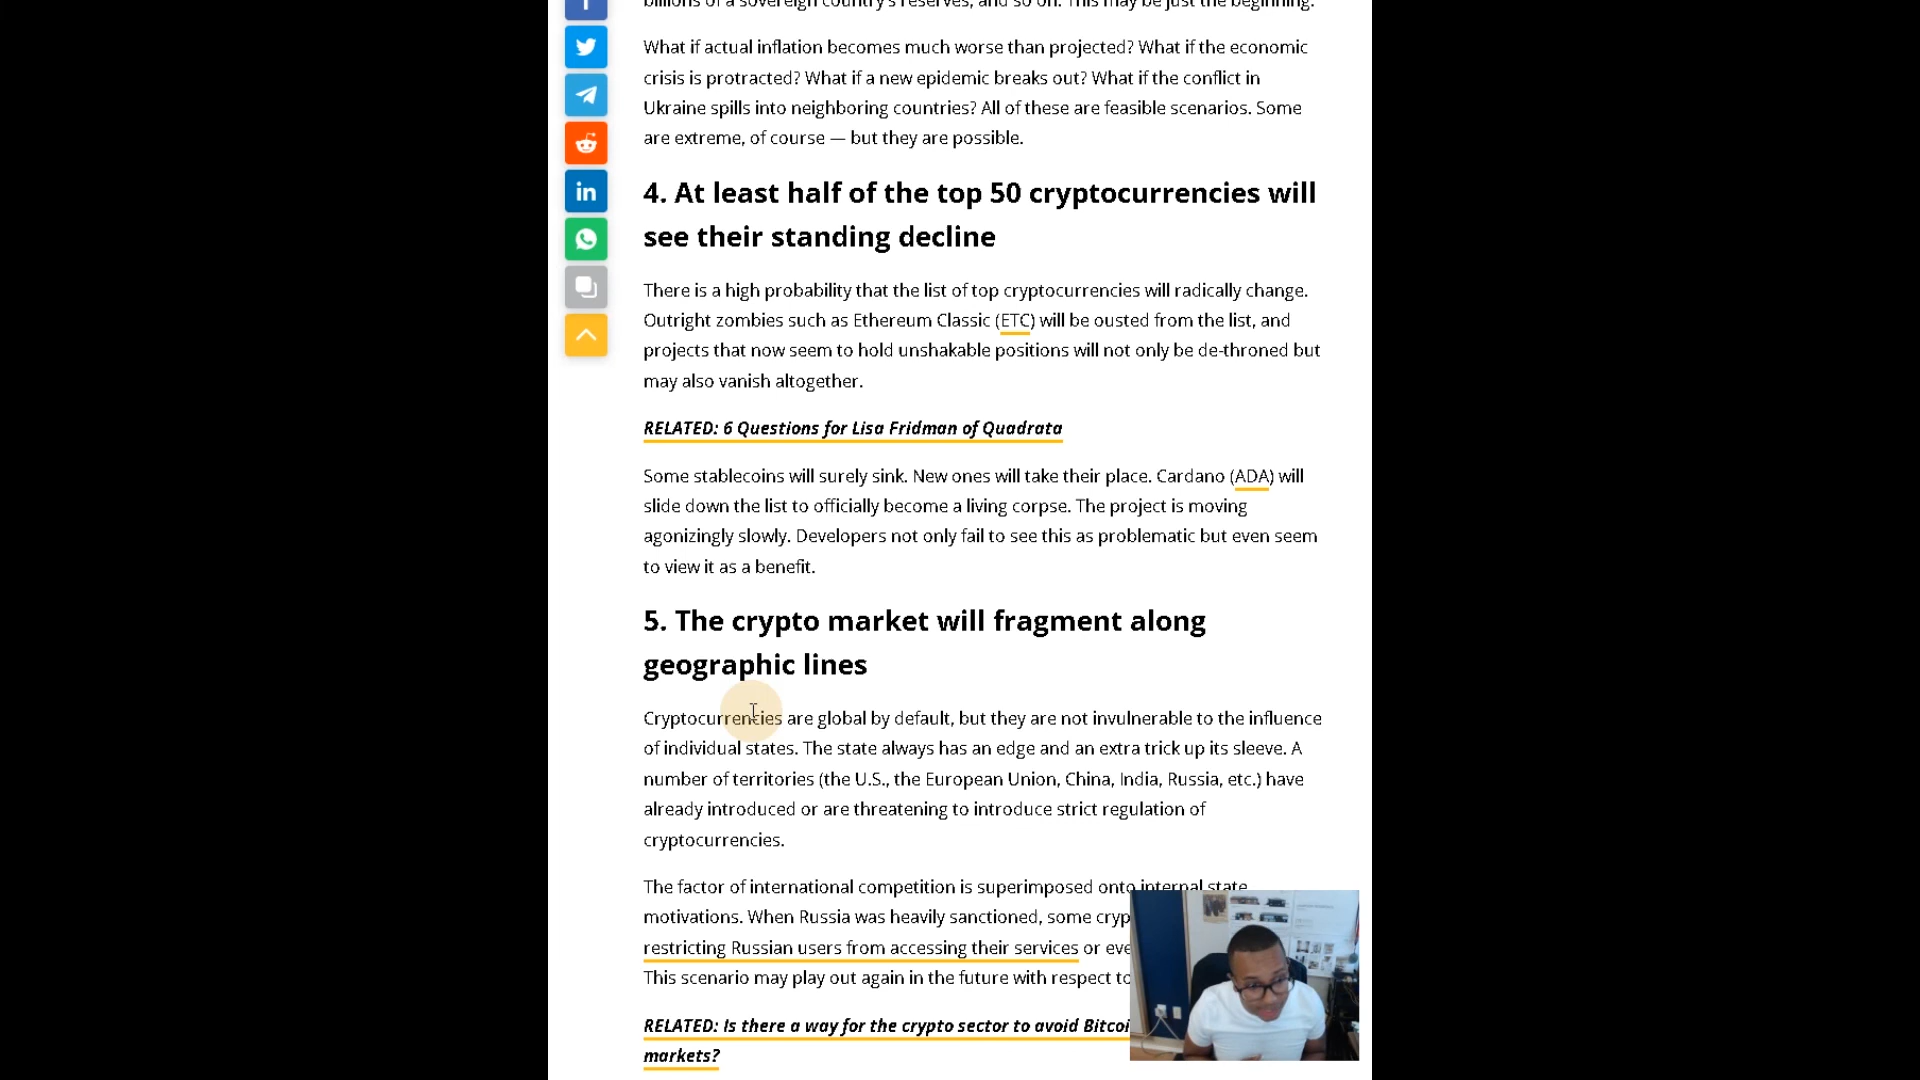 billions of a sovereign country's reserves, and so on. This may be just the beginning.
What if actual inflation becomes much worse than projected? What if the economic
crisis is protracted? What if a new epidemic breaks out? What if the conflict in
Ukraine spills into neighboring countries? All of these are feasible scenarios. Some
are extreme, of course — but they are possible.
4. At least half of the top 50 cryptocurrencies will
see their standing decline
There is a high probability that the list of top cryptocurrencies will radically change.
Outright zombies such as Ethereum Classic (ETC) will be ousted from the list, and
projects that now seem to hold unshakable positions will not only be de-throned but
may also vanish altogether.
RELATED: 6 Questions for Lisa Fridman of Quadrata
Some stablecoins will surely sink. New ones will take their place. Cardano (ADA) will
slide down the list to officially become a living corpse. The project is moving
agonizingly slowly. Developers not only fail to see this as problematic but even seem
to view it as a benefit.
5. The crypto market will fragment along
geographic lines
Cryptocurrencies are global by default, but they are not invulnerable to the influence
of individual states. The state always has an edge and an extra trick up its sleeve. A
number of territories (the U.S., the European Union, China, India, Russia, etc.) have
already introduced or are threatening to introduce strict regulation of
cryptocurrencies.
The factor of international competition is superimposed onto internal state
motivations. When Russia was heavily sanctioned, some cryp
restricting Russian users from accessing their services or eve
This scenario may play out again in the future with respect to
RELATED: Is there a way for the crypto sector to avoid Bitcoi
markets?